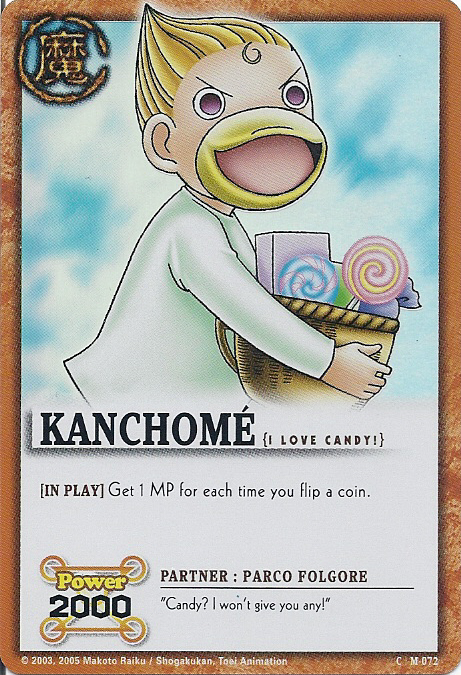 魔
KANCHOMÉ {I LOVE CANDY!}
[IN PLAY] Get 1 MP for each time you flip a coin.
Power
2000
PARTNER : PARCO FOLGORE
"Candy? I won't give you any!"
© 2003, 2005 Makoto Raiku / Shogakukan, Toei Animation
C : M-072